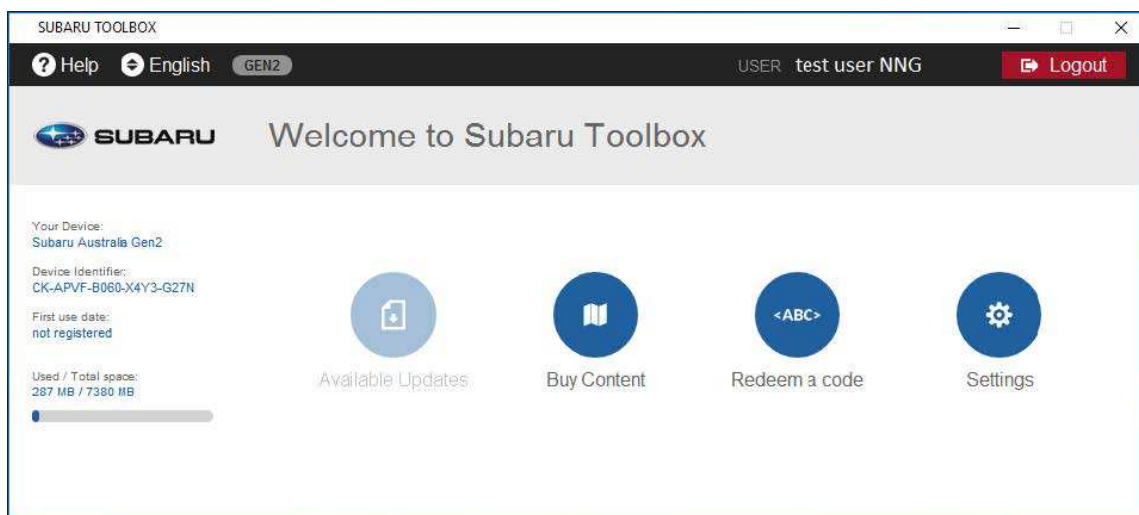 SUBARU TOOLBOX
Help English GEN2 USER test user NNG Logout
SUBARU Welcome to Subaru Toolbox
Your Device:
Subaru Australia Gen2
Device Identifier:
CK-APVF-B060-X4Y3-G27N
First use date:
not registered
Used / Total space:
287 MB / 7380 MB
<ABC>
Available Updates Buy Content Redeem a code Settings